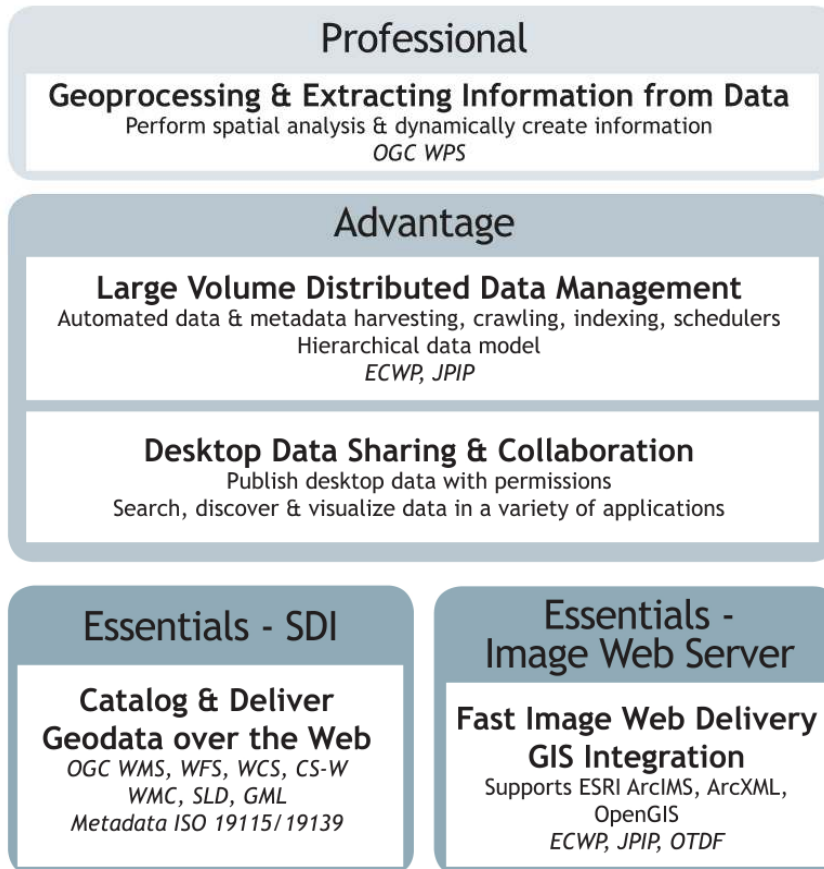 Professional
Geoprocessing & Extracting Information from Data
Perform spatial analysis & dynamically create information
OGC WPS
Advantage
Large Volume Distributed Data Management
Automated data & metadata harvesting, crawling, indexing, schedulers
Hierarchical data model
ECWP, JPIP
Desktop Data Sharing & Collaboration
Publish desktop data with permissions
Search, discover & visualize data in a variety of applications
Essentials - SDI
Catalog & Deliver
Geodata over the Web
OGC WMS, WFS, WCS, CS-W
WMC, SLD, GML
Metadata ISO 19115/19139
Essentials -
Image Web Server
Fast Image Web Delivery
GIS Integration
Supports ESRI ArcIMS, ArcXML,
OpenGIS
ECWP, JPIP, OTDF